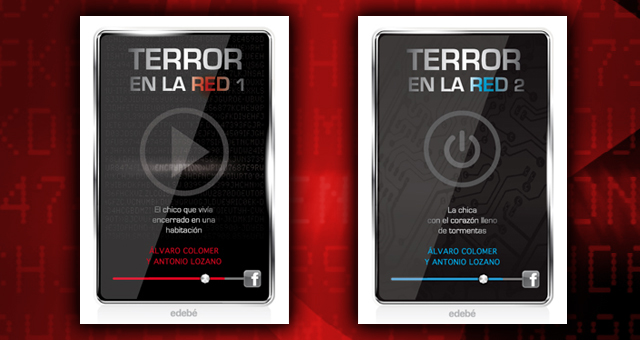 TERROR
EN LA RED 1
El chico que vivía
encerrado en una
habitación
ÁLVARO COLOMER
Y ANTONIO LOZANO
f
edebé
TERROR
EN LA RED 2
La chica
con el corazón lleno
de tormentas
ÁLVARO COLOMER
Y ANTONIO LOZANO
f
edebé